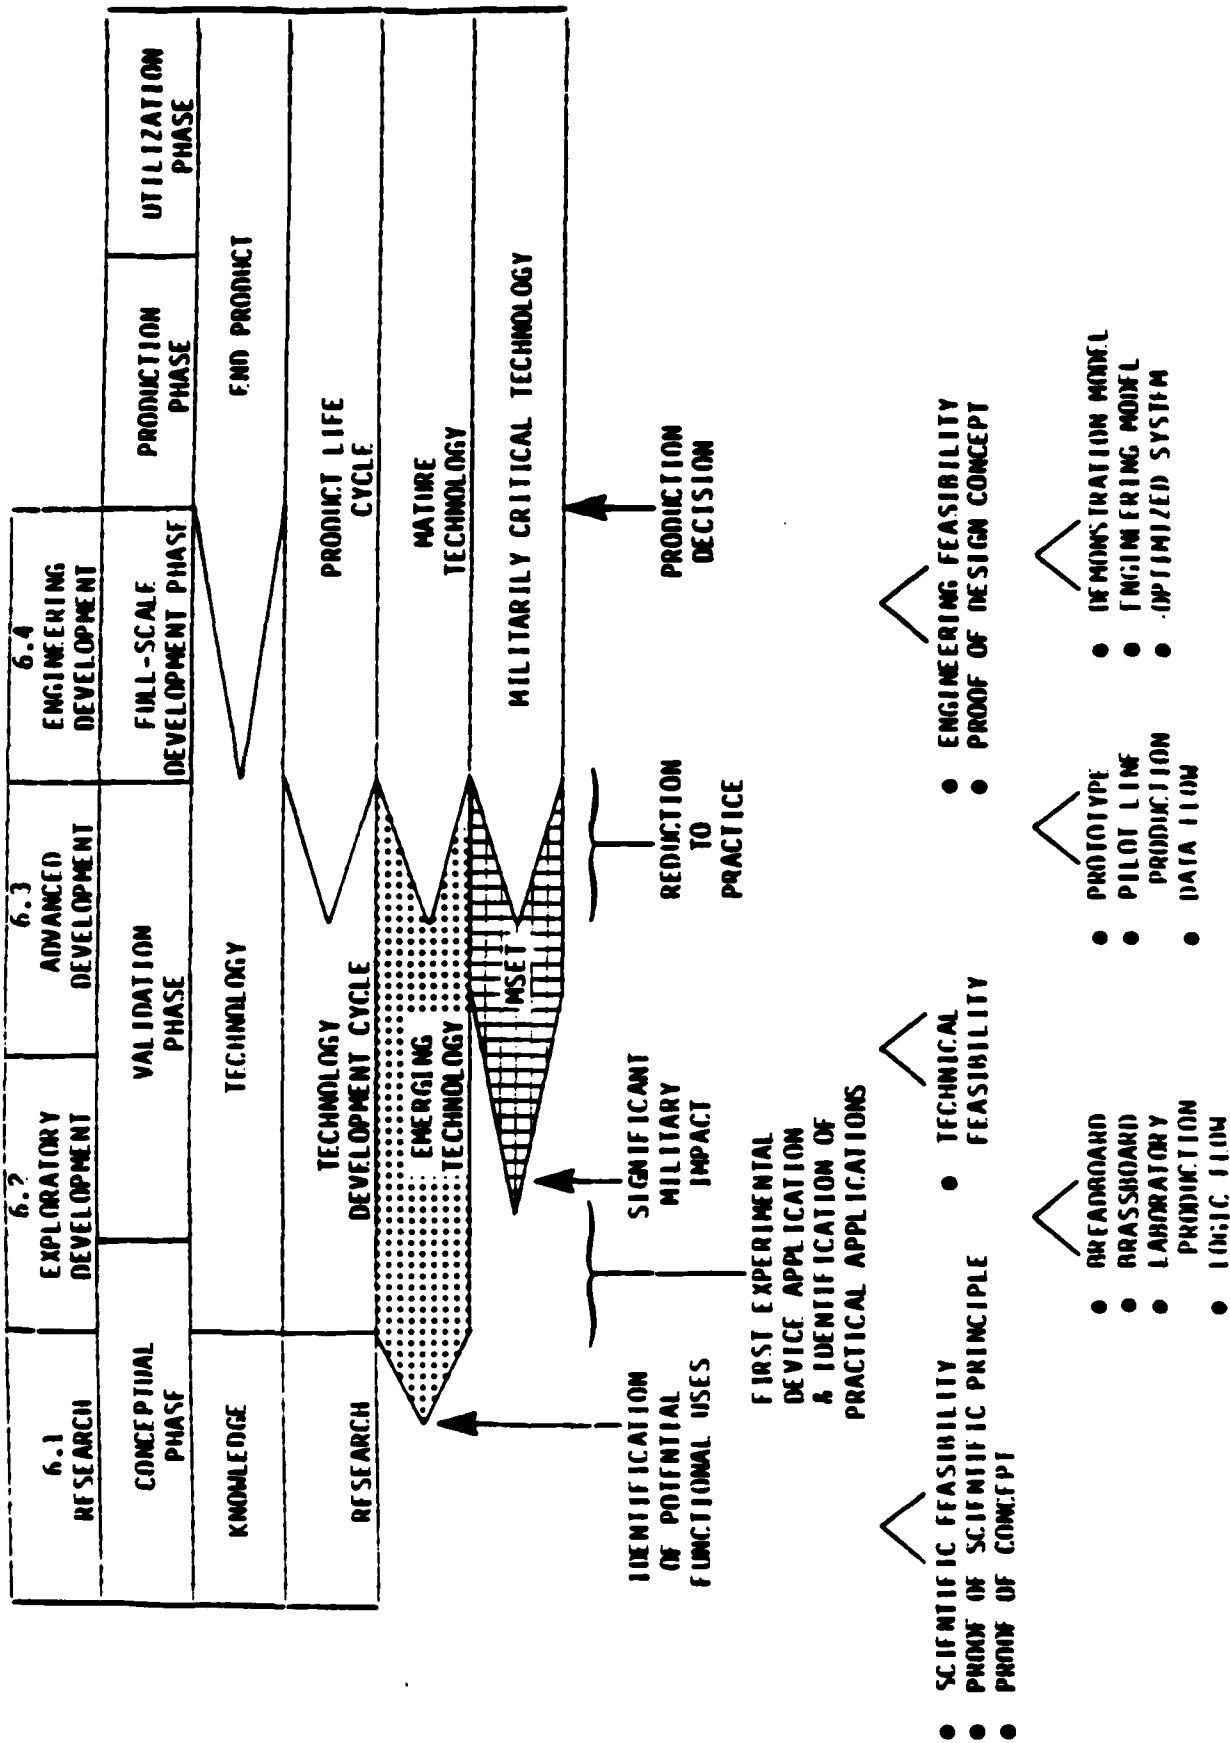 6.1
RESEARCH
6.2
EXPLORATORY
DEVELOPMENT
6.3
ADVANCED
DEVELOPMENT
6.4
ENGINEERING
DEVELOPMENT
CONCEPTUAL
PHASE
VALIDATION
PHASE
FULL-SCALE
DEVELOPMENT PHASE
PRODUCTION
PHASE
UTILIZATION
PHASE
KNOWLEDGE
TECHNOLOGY
END PRODUCT
RESEARCH
TECHNOLOGY
DEVELOPMENT CYCLE
PRODUCT LIFE
CYCLE
EMERGING
TECHNOLOGY
MATURE
TECHNOLOGY
MSET
MILITARILY CRITICAL TECHNOLOGY
IDENTIFICATION
OF POTENTIAL
FUNCTIONAL USES
SIGNIFICANT
MILITARY
IMPACT
REDUCTION
TO
PRACTICE
PRODUCTION
DECISION
FIRST EXPERIMENTAL
DEVICE APPLICATION
& IDENTIFICATION OF
PRACTICAL APPLICATIONS
● SCIENTIFIC FEASIBILITY
● PROOF OF SCIENTIFIC PRINCIPLE
● PROOF OF CONCEPT
● TECHNICAL
FEASIBILITY
● ENGINEERING FEASIBILITY
● PROOF OF DESIGN CONCEPT
● BREADBOARD
● BRASSBOARD
● LABORATORY
PRODUCTION
● LOGIC FLOW
● PROTOTYPE
● PILOT LINE
PRODUCTION
● DATA FLOW
● DEMONSTRATION MODEL
● ENGINEERING MODEL
● OPTIMIZED SYSTEM